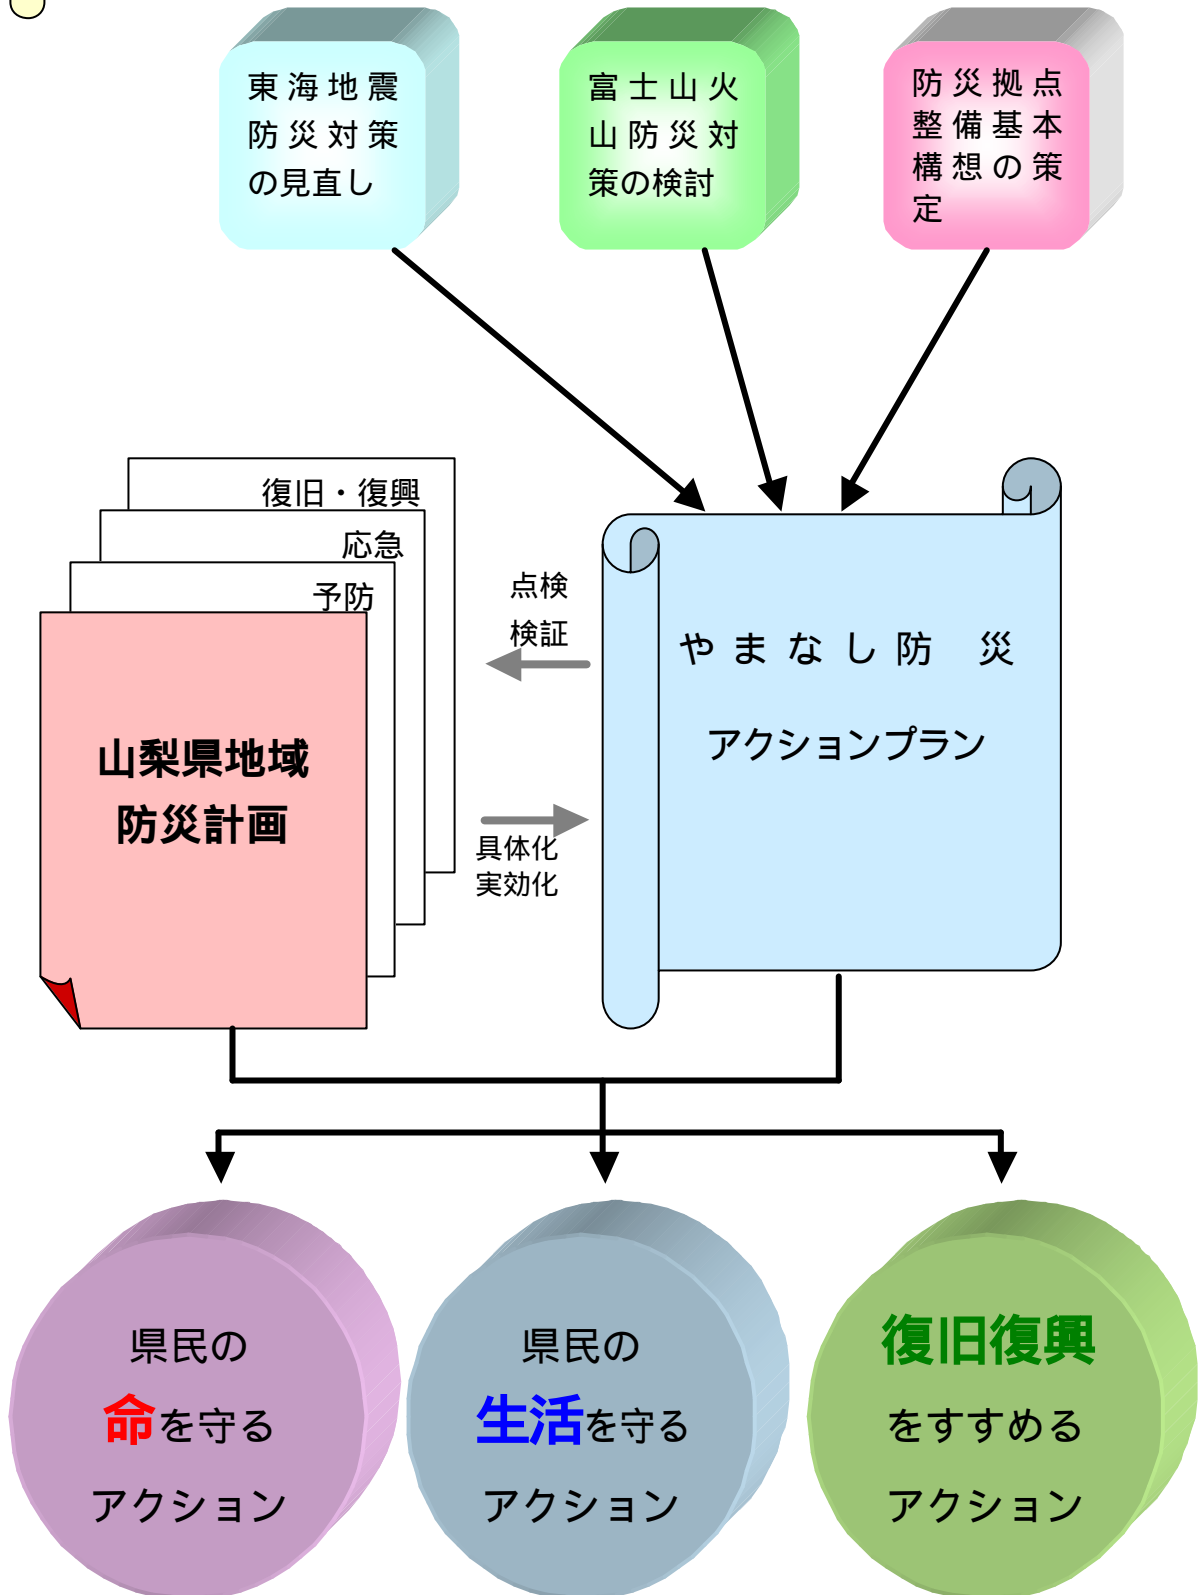 東海地震
防災対策
の見直し
富士山火
山防災対
策の検討
防災拠点
整備基本
構想の策
定
復旧・復興
応急
予防
山梨県地域
防災計画
点検
検証
具体化
実効化
やまなし防　災
アクションプラン
県民の
命を守る
アクション
県民の
生活を守る
アクション
復旧復興
をすすめる
アクション